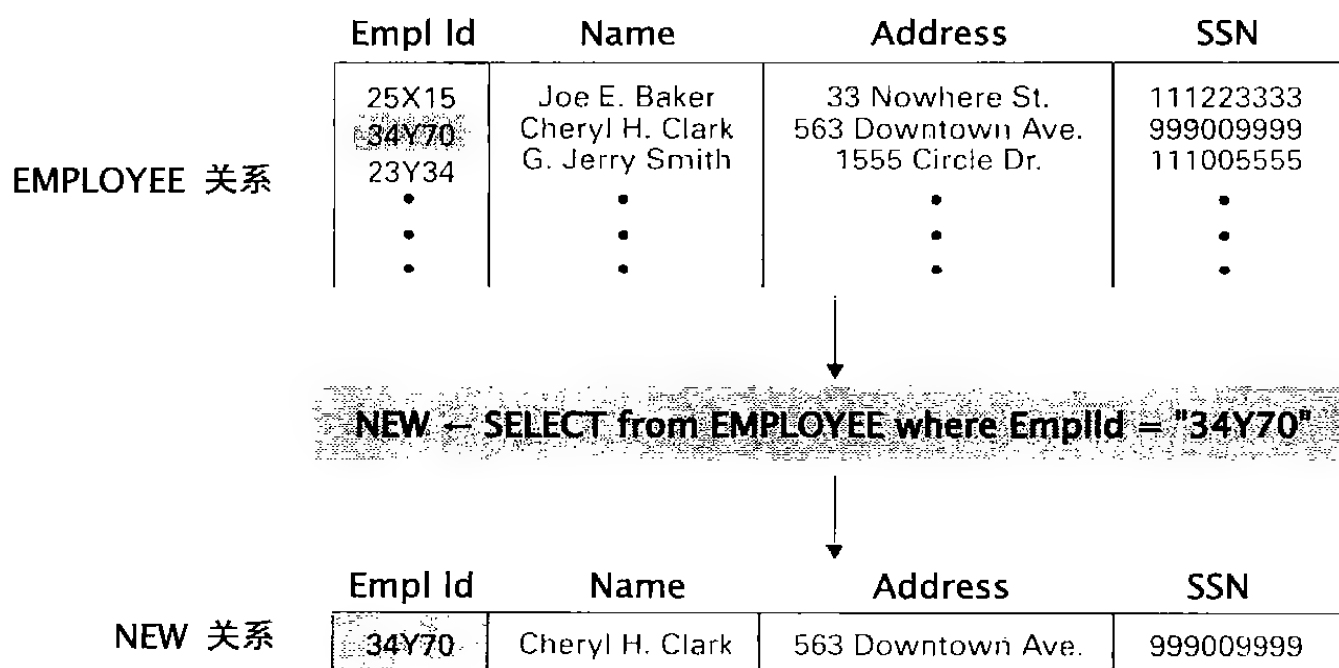 Empl Id Name Address SSN
25X15 Joe E. Baker 33 Nowhere St. 111223333
34Y70 Cheryl H. Clark 563 Downtown Ave. 999009999
23Y34 G. Jerry Smith 1555 Circle Dr. 111005555
EMPLOYEE 关系
NEW ← SELECT from EMPLOYEE where EmplId = "34Y70"
Empl Id Name Address SSN
NEW 关系 34Y70 Cheryl H. Clark 563 Downtown Ave. 999009999